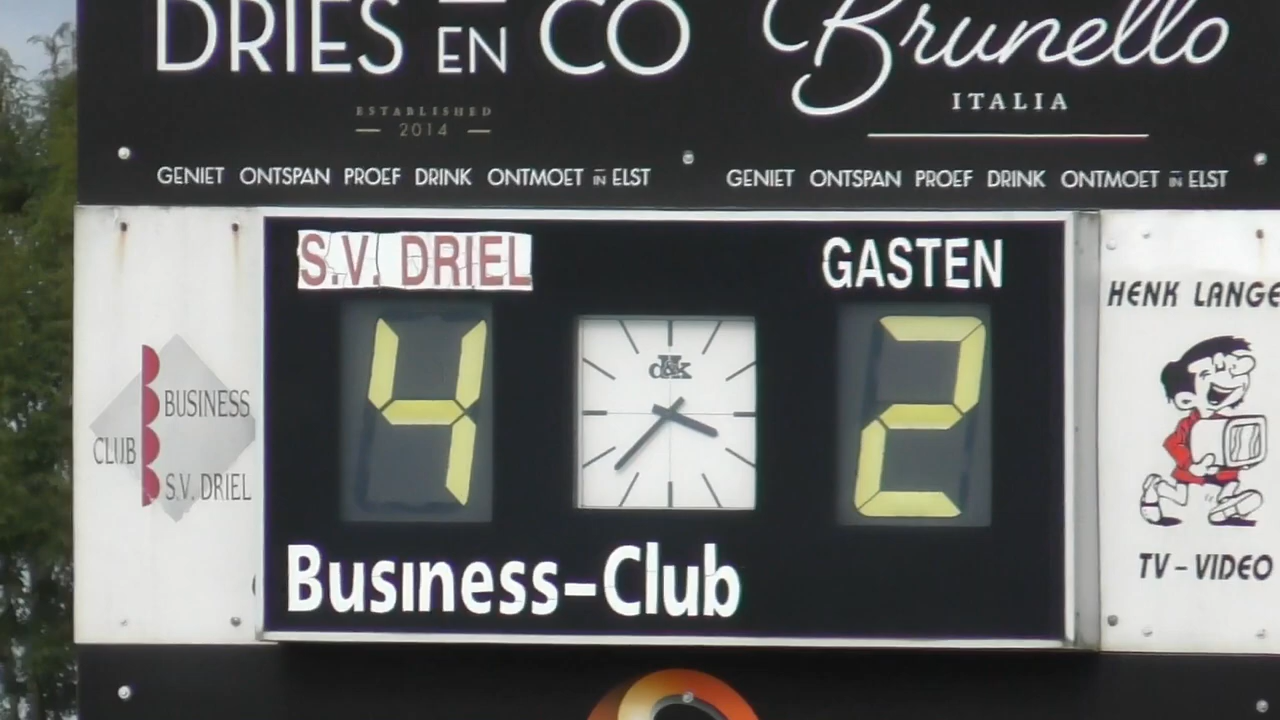 DRIES EN CO
Brunello
ESTABLISHED
2014
ITALIA
GENIET ONTSPAN PROEF DRINK ONTMOET IN ELST
GENIET ONTSPAN PROEF DRINK ONTMOET IN ELST
S.V. DRIEL
GASTEN
4
2
d&k
BUSINESS
CLUB
S.V. DRIEL
HENK LANGE
TV-VIDEO
Business-Club